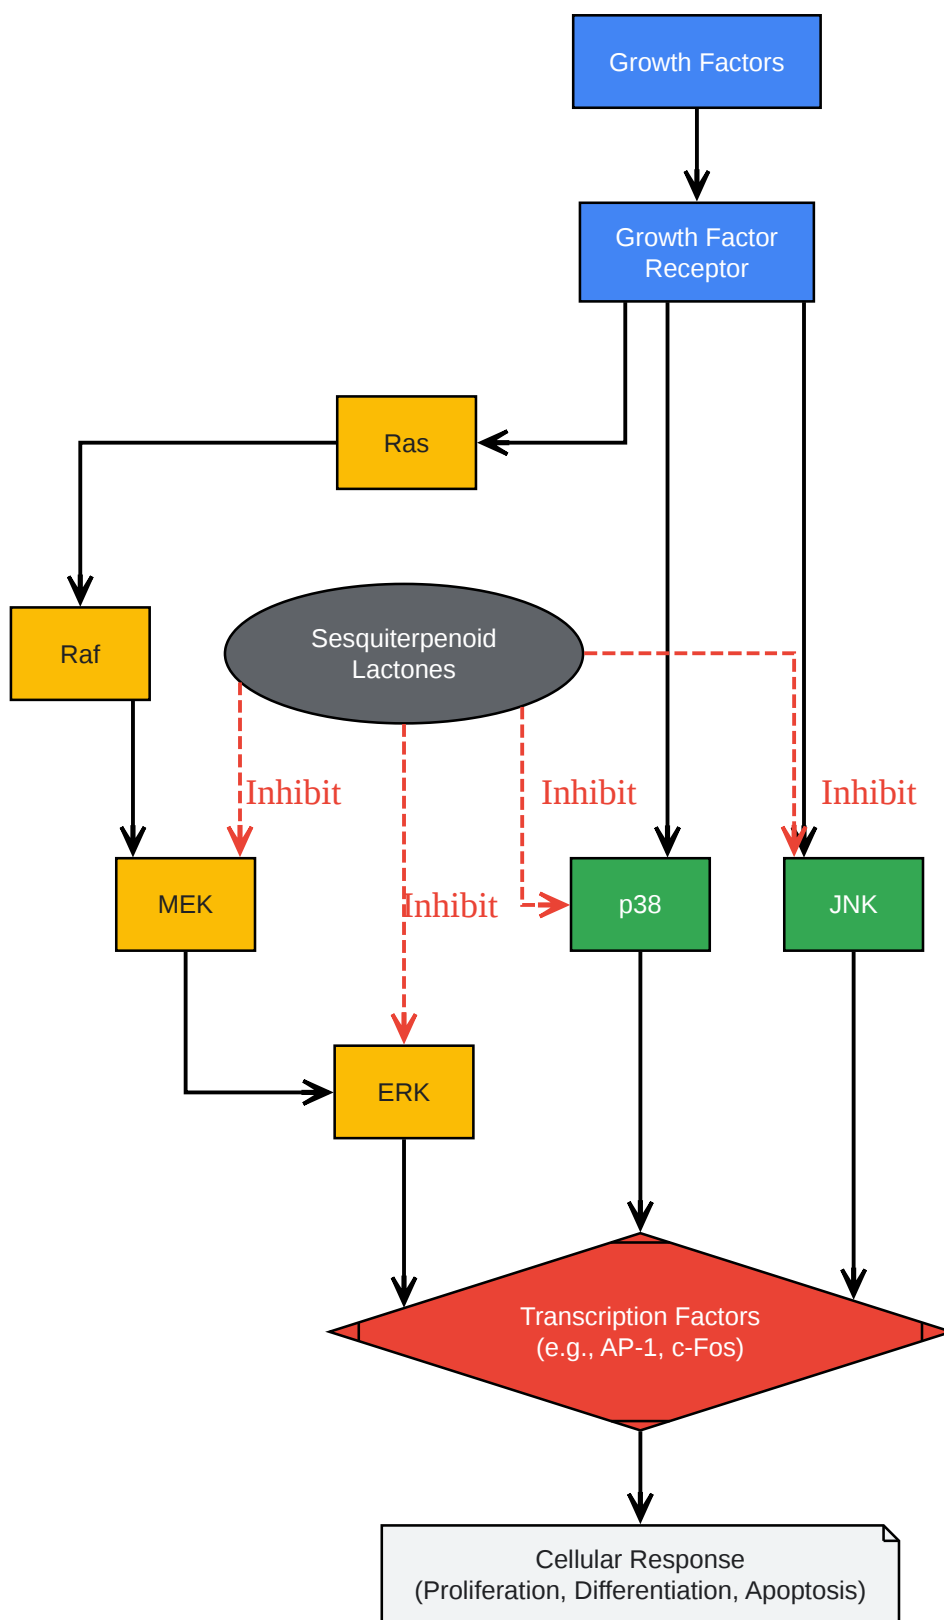 Growth Factors
Growth Factor
Receptor
Ras
Sesquiterpenoid
Lactones
Raf
Inhibit
Inhibit
Inhibit
MEK
Inhibit
p38
JNK
ERK
Transcription Factors
(e.g., AP-1, c-Fos)
Cellular Response
(Proliferation, Differentiation, Apoptosis)